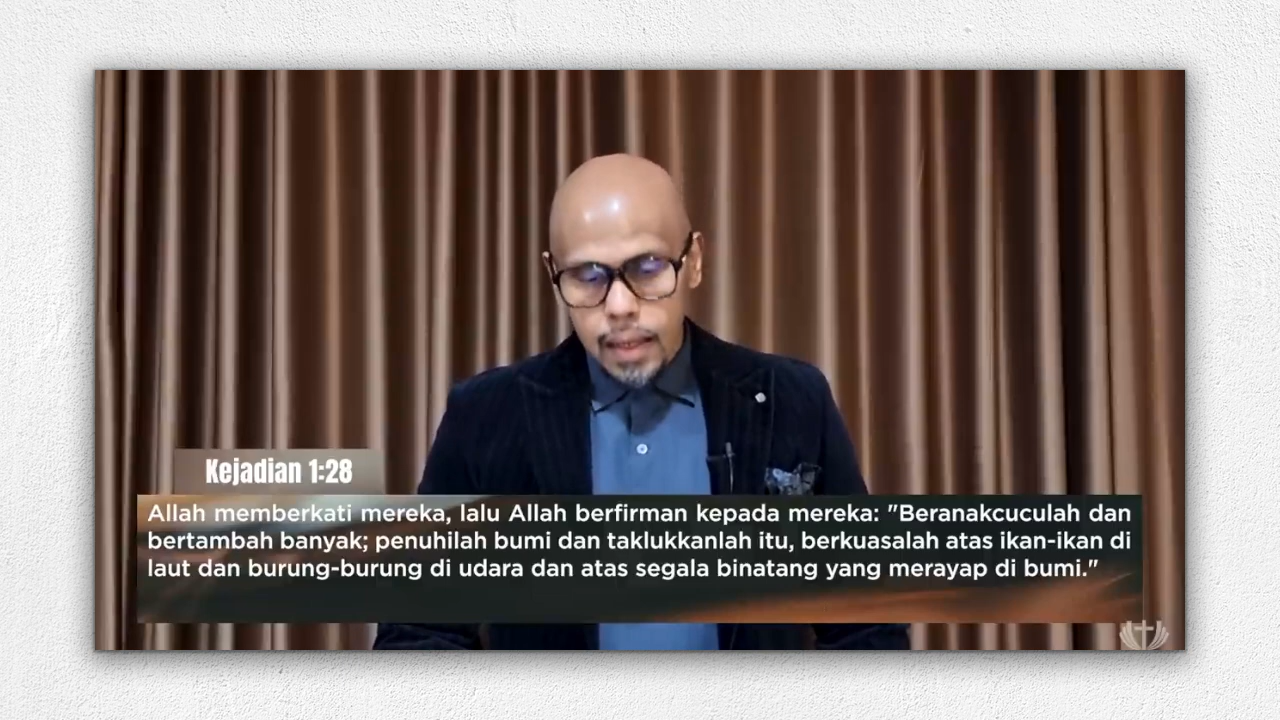 Kejadian 1:28
Allah memberkati mereka, lalu Allah berfirman kepada mereka: "Beranakcuculah dan
bertambah banyak; penuhilah bumi dan taklukkanlah itu, berkuasalah atas ikan-ikan di
laut dan burung-burung di udara dan atas segala binatang yang merayap di bumi."